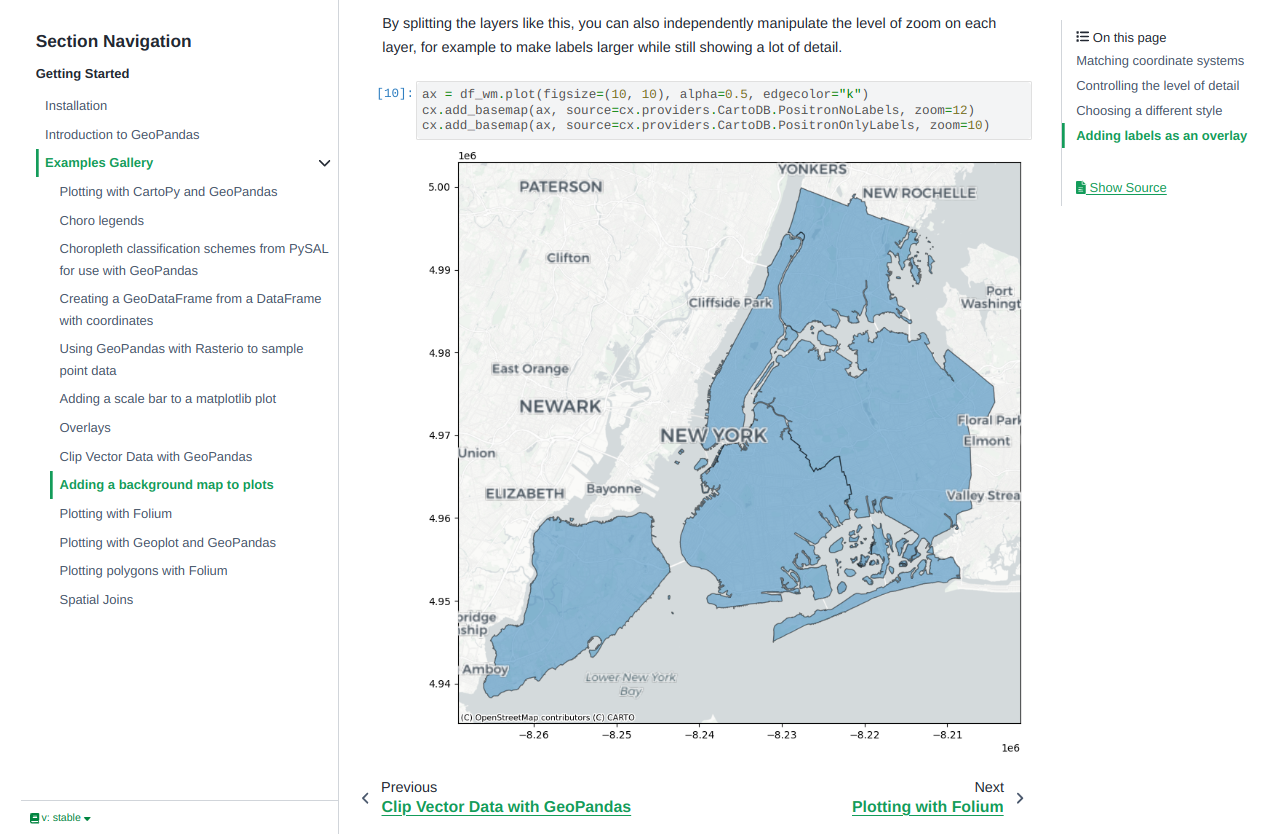 Section Navigation
Getting Started
Installation
Introduction to GeoPandas
Examples Gallery
Plotting with CartoPy and GeoPandas
Choro legends
Choropleth classification schemes from PySAL
for use with GeoPandas
Creating a GeoDataFrame from a DataFrame
with coordinates
Using GeoPandas with Rasterio to sample
point data
Adding a scale bar to a matplotlib plot
Overlays
Clip Vector Data with GeoPandas
Adding a background map to plots
Plotting with Folium
Plotting with Geoplot and GeoPandas
Plotting polygons with Folium
Spatial Joins
v: stable
By splitting the layers like this, you can also independently manipulate the level of zoom on each
layer, for example to make labels larger while still showing a lot of detail.
[10]:
ax = df_wm.plot(figsize=(10, 10), alpha=0.5, edgecolor="k")
cx.add_basemap(ax, source=cx.providers.CartoDB.PositronNoLabels, zoom=12)
cx.add_basemap(ax, source=cx.providers.CartoDB.PositronOnlyLabels, zoom=10)
1e6
5.00
4.99
4.98
4.97
4.96
4.95
4.94
YONKERS
PATERSON
NEW ROCHELLE
Clifton
Port
Washingt
Cliffside Park
East Orange
NEWARK
Floral Park
NEW YORK
Elmont
Union
Bayonne
ELIZABETH
Valley Strea
bridge
ship
Amboy
Lower New York
Bay
(C) OpenStreetMap contributors (C) CARTO
−8.26
−8.25
−8.24
−8.23
−8.22
−8.21
1e6
Previous
Clip Vector Data with GeoPandas
Next
Plotting with Folium
On this page
Matching coordinate systems
Controlling the level of detail
Choosing a different style
Adding labels as an overlay
Show Source